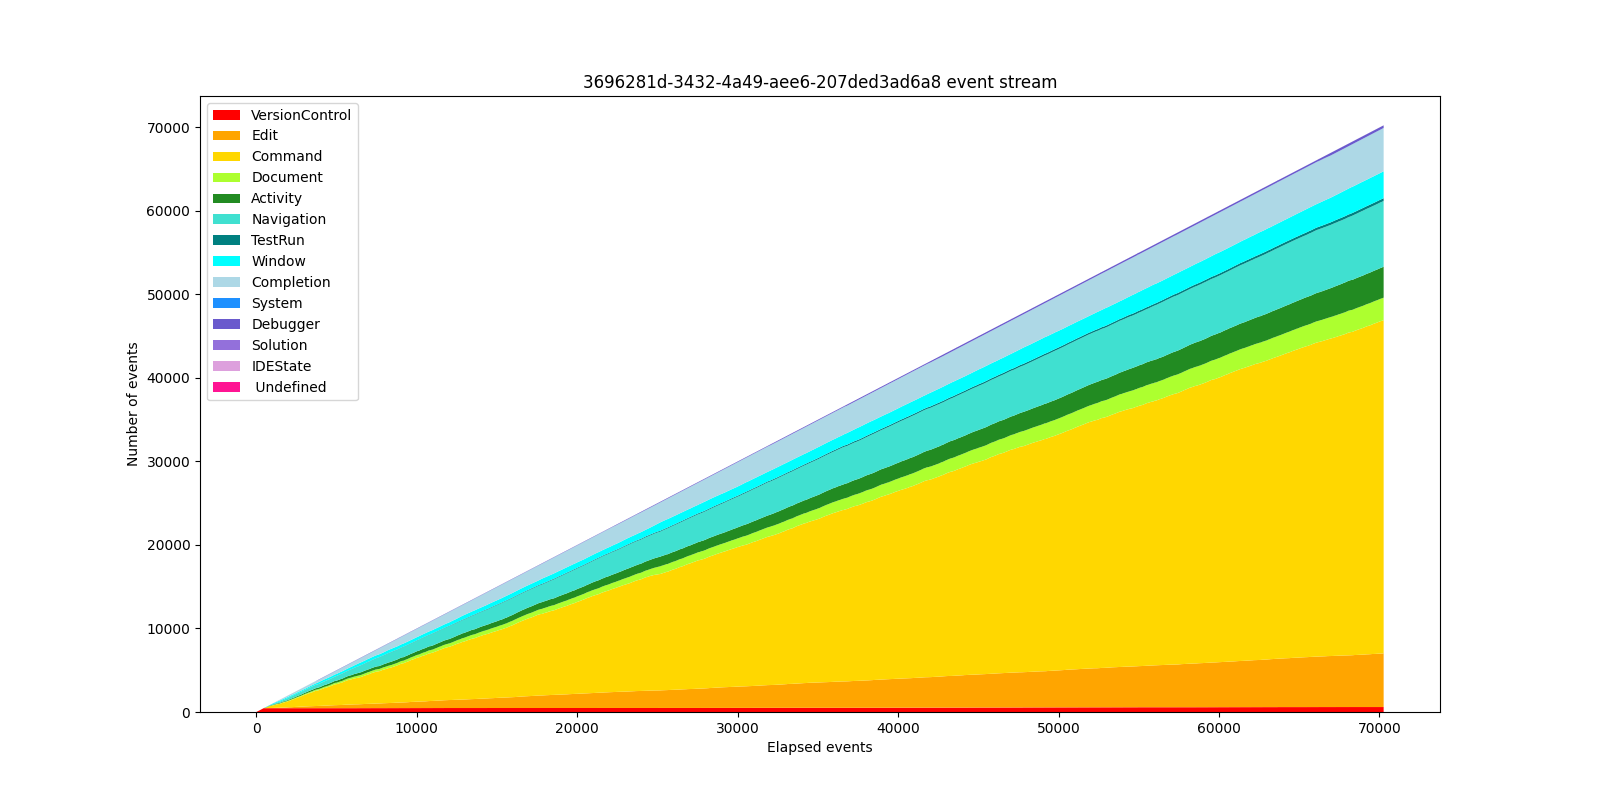 3696281d-3432-4a49-aee6-207ded3ad6a8 event stream
VersionControl
Edit
Command
Document
Activity
Navigation
TestRun
Window
Completion
System
Debugger
Solution
IDEState
Undefined
Number of events
70000
60000
50000
40000
30000
20000
10000
0
0 10000 20000 30000 40000 50000 60000 70000
Elapsed events